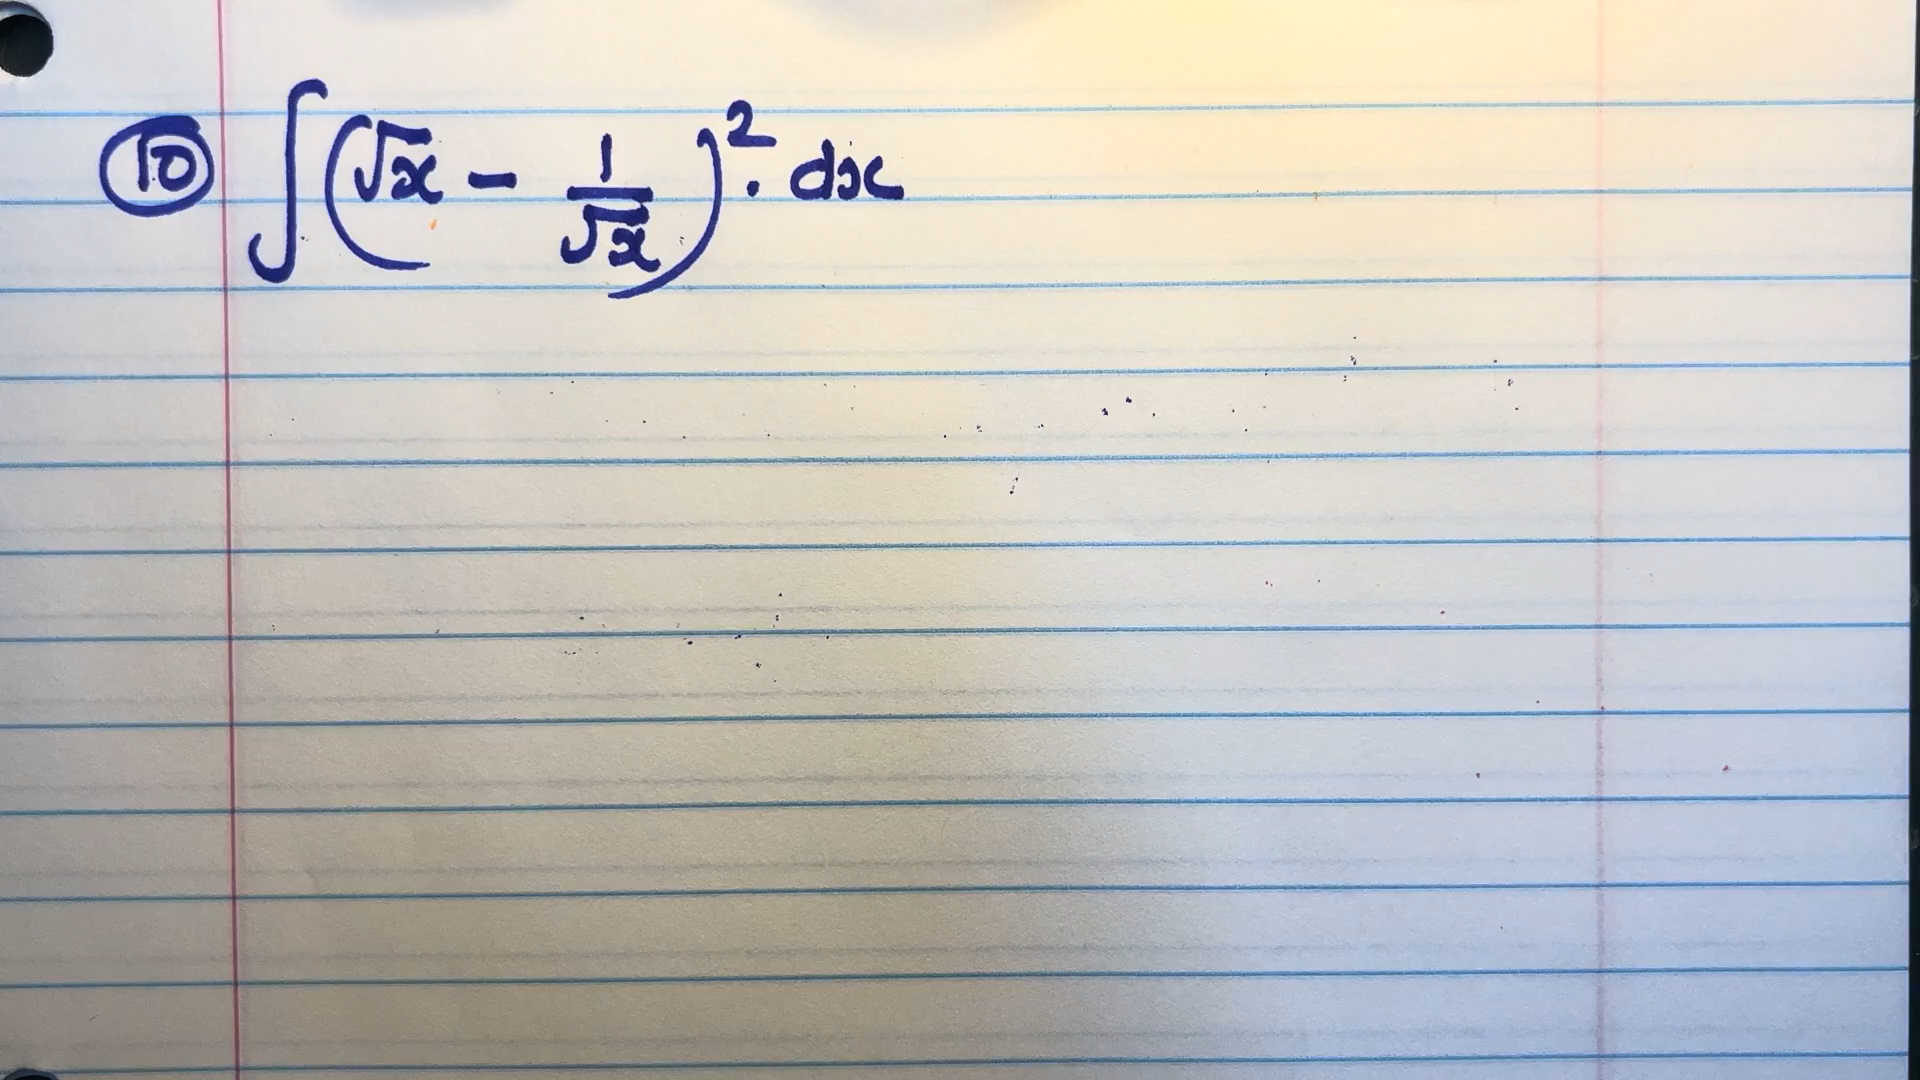 ⑩ ∫(√x - 1/√x)². dx